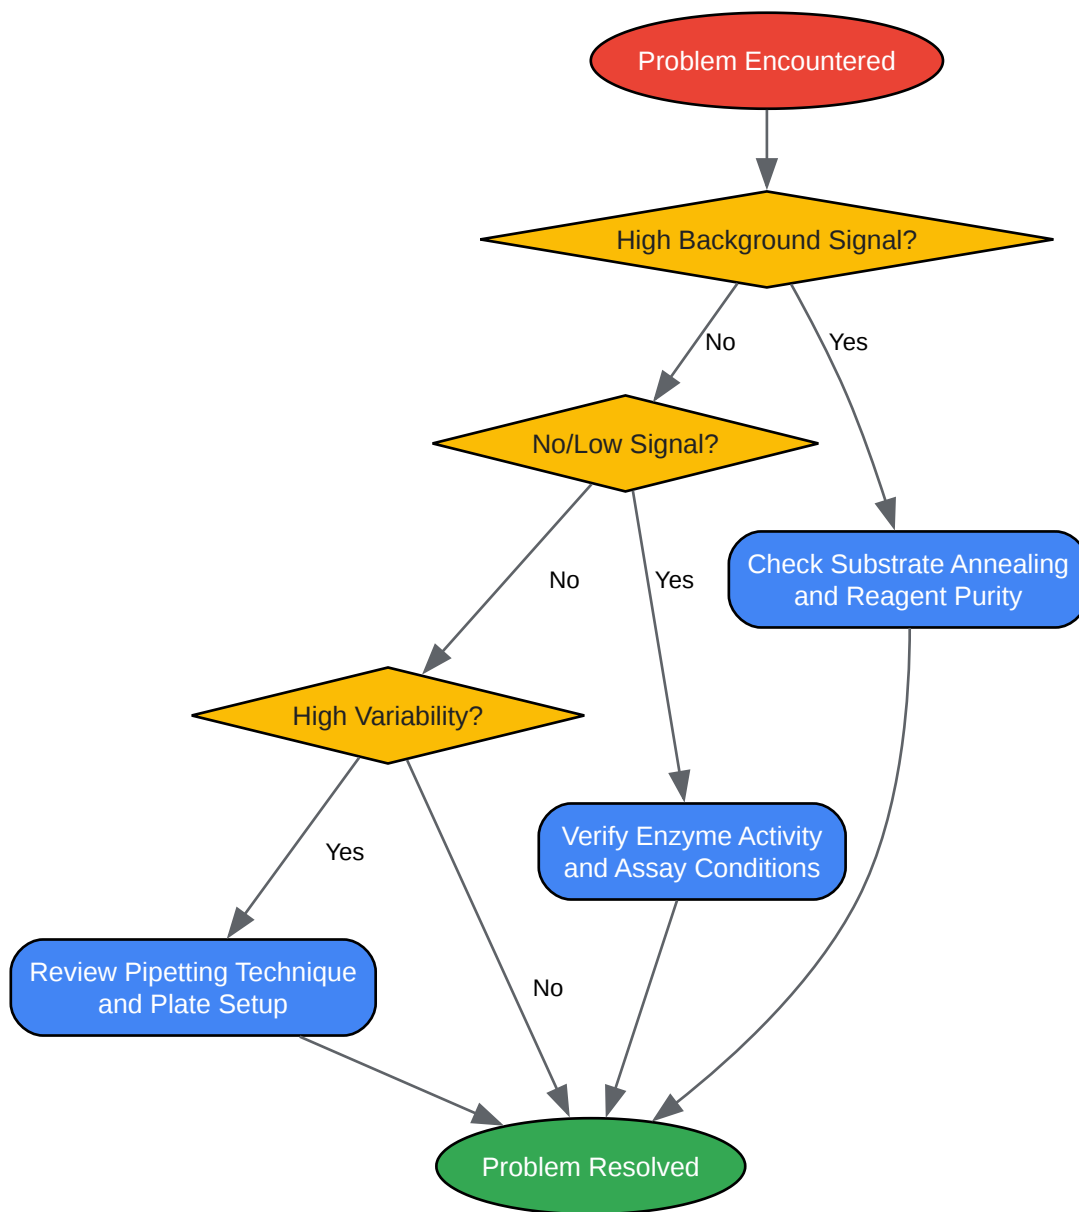 Problem Encountered
High Background Signal?
No
Yes
No/Low Signal?
No
Yes
Check Substrate Annealing
and Reagent Purity
High Variability?
Yes
No
Verify Enzyme Activity
and Assay Conditions
Review Pipetting Technique
and Plate Setup
Problem Resolved